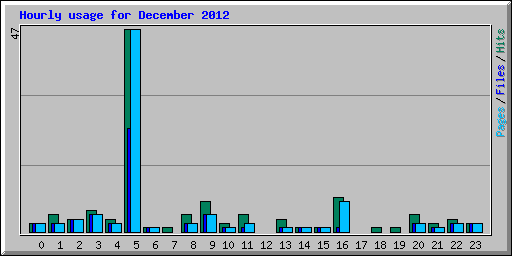 Hourly usage for December 2012
47
Pages/Files/Hits
0 1 2 3 4 5 6 7 8 9 10 11 12 13 14 15 16 17 18 19 20 21 22 23